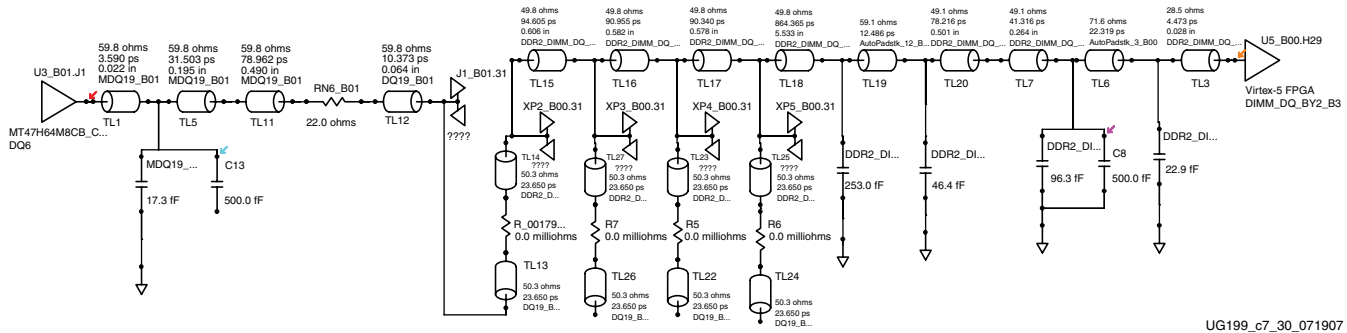 49.8 ohms
94.605 ps
0.606 in
DDR2_DIMM_DQ_...
TL15
49.8 ohms
90.955 ps
0.582 in
DDR2_DIMM_DQ_...
TL16
49.8 ohms
90.340 ps
0.578 in
DDR2_DIMM_DQ_...
TL17
49.8 ohms
864.365 ps
5.533 in
DDR2_DIMM_DQ_...
TL18
59.1 ohms
12.486 ps
AutoPadstk_12_B...
TL19
49.1 ohms
78.216 ps
0.501 in
DDR2_DIMM_DQ_...
TL20
49.1 ohms
41.316 ps
0.264 in
DDR2_DIMM_DQ_...
TL7
71.6 ohms
22.319 ps
AutoPadstk_3_B00
TL6
28.5 ohms
4.473 ps
0.028 in
DDR2_DIMM_DQ_...
TL3
U5_B00.H29
Virtex-5 FPGA
DIMM_DQ_BY2_B3
U3_B01.J1
MT47H64M8CB_C...
DQ6
59.8 ohms
3.590 ps
0.022 in
MDQ19_B01
TL1
59.8 ohms
31.503 ps
0.195 in
MDQ19_B01
TL5
59.8 ohms
78.962 ps
0.490 in
MDQ19_B01
TL11
RN6_B01
22.0 ohms
59.8 ohms
10.373 ps
0.064 in
DQ19_B01
TL12
J1_B01.31
????
XP2_B00.31
XP3_B00.31
XP4_B00.31
XP5_B00.31
MDQ19_...
17.3 fF
C13
500.0 fF
TL14
????
50.3 ohms
23.650 ps
DDR2_D...
R_00179...
0.0 milliohms
TL13
50.3 ohms
23.650 ps
DQ19_B...
TL27
????
50.3 ohms
23.650 ps
DDR2_D...
R7
0.0 milliohms
TL26
50.3 ohms
23.650 ps
DQ19_B...
TL23
????
50.3 ohms
23.650 ps
DDR2_D...
R5
0.0 milliohms
TL22
50.3 ohms
23.650 ps
DQ19_B...
TL25
????
50.3 ohms
23.650 ps
DDR2_D...
R6
0.0 milliohms
TL24
50.3 ohms
23.650 ps
DQ19_B...
DDR2_DI...
253.0 fF
DDR2_DI...
46.4 fF
DDR2_DI...
96.3 fF
C8
500.0 fF
DDR2_DI...
22.9 fF
UG199_c7_30_071907